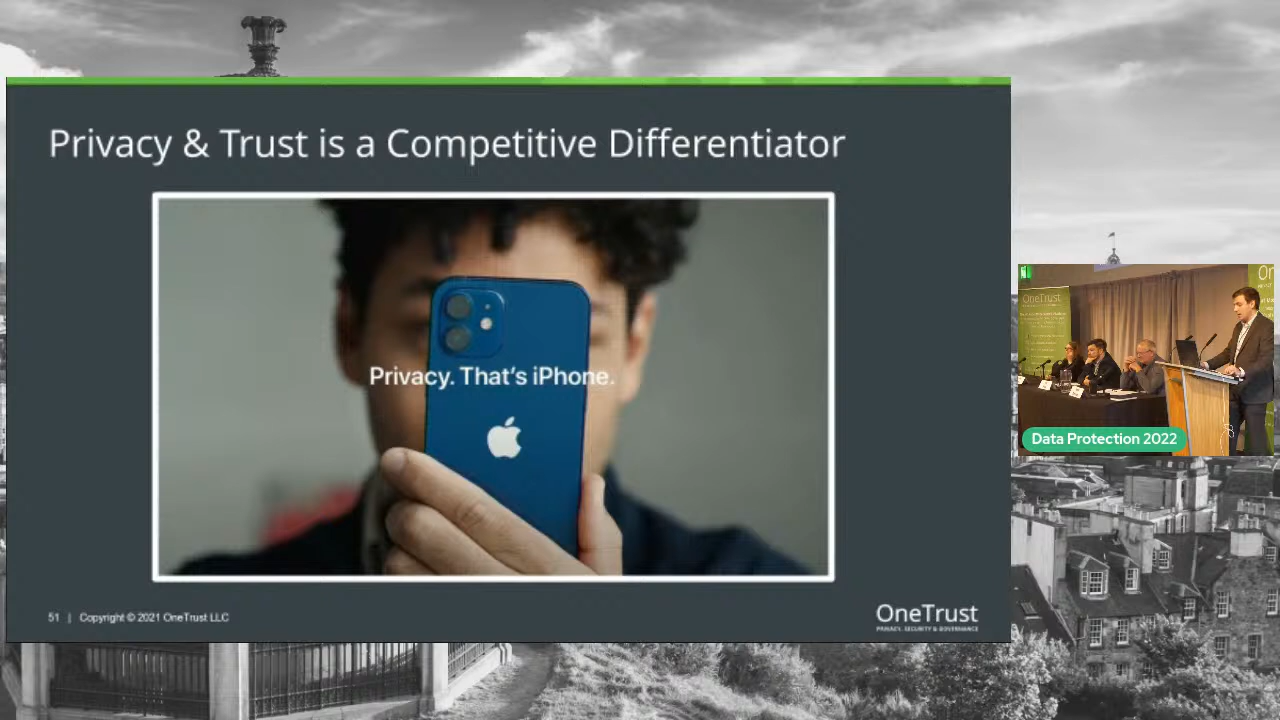 Privacy & Trust is a Competitive Differentiator
Privacy. That's iPhone.
51 | Copyright © 2021 OneTrust LLC
OneTrust
PRIVACY, SECURITY & GOVERNANCE
OneTrust
Data Protection 2022